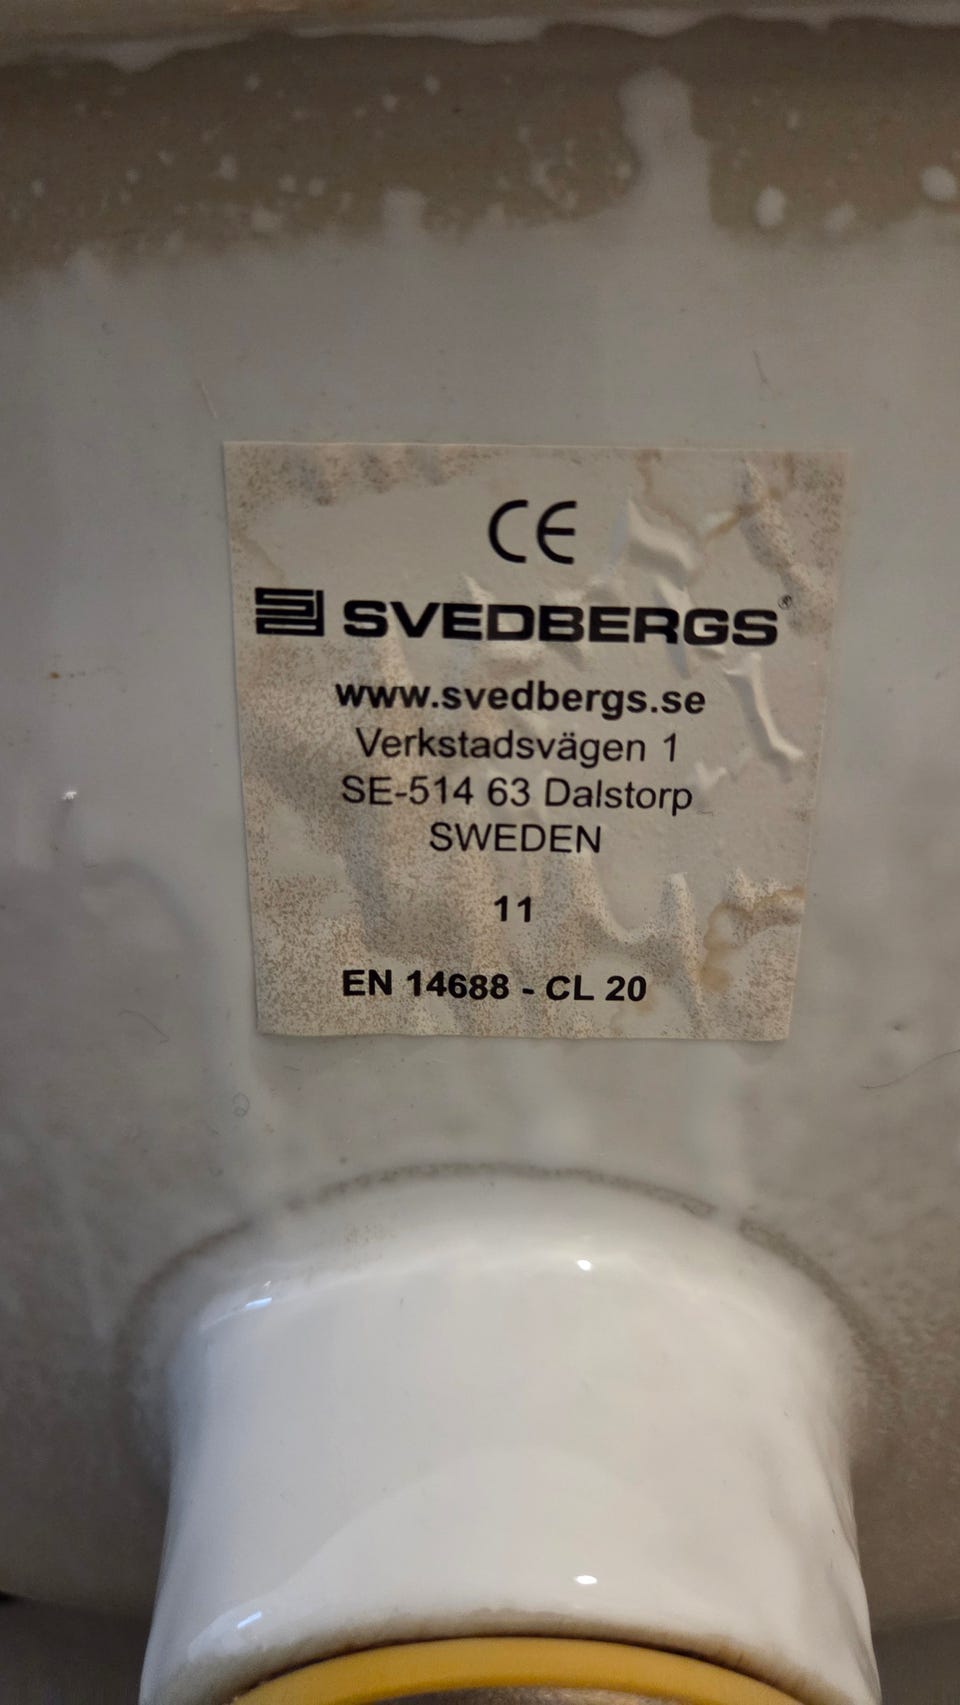 CE
SVEDBERGS®
www.svedbergs.se
Verkstadsvägen 1
SE-514 63 Dalstorp
SWEDEN
11
EN 14688 - CL 20